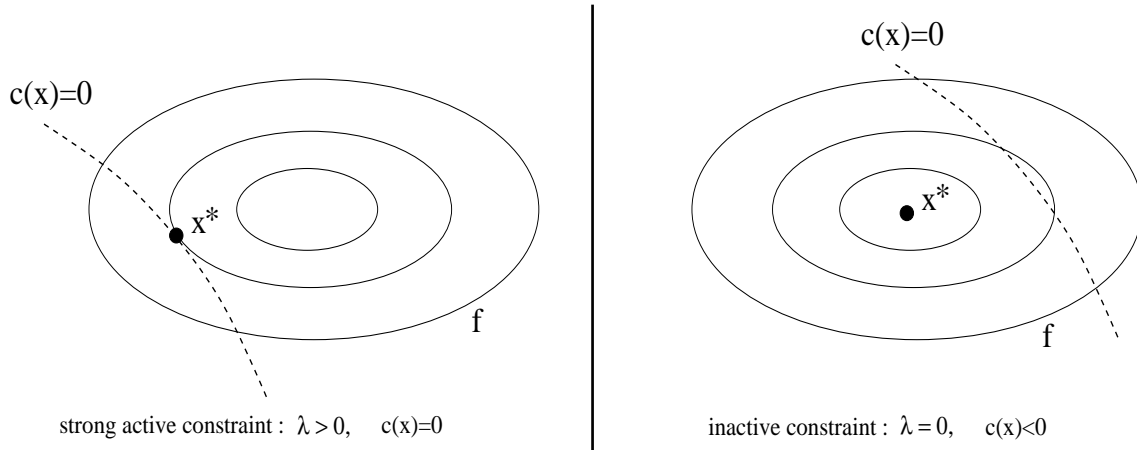 c(x)=0
x*
f
strong active constraint : λ > 0, c(x)=0
c(x)=0
x*
f
inactive constraint : λ = 0, c(x)<0